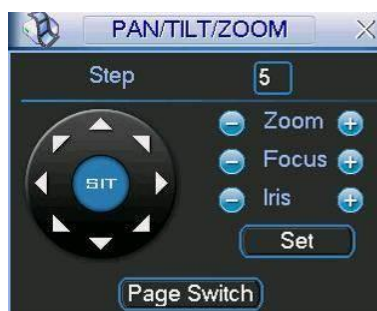 PAN/TILT/ZOOM
Step 5
Zoom
Focus
SIT
Iris
Set
Page Switch